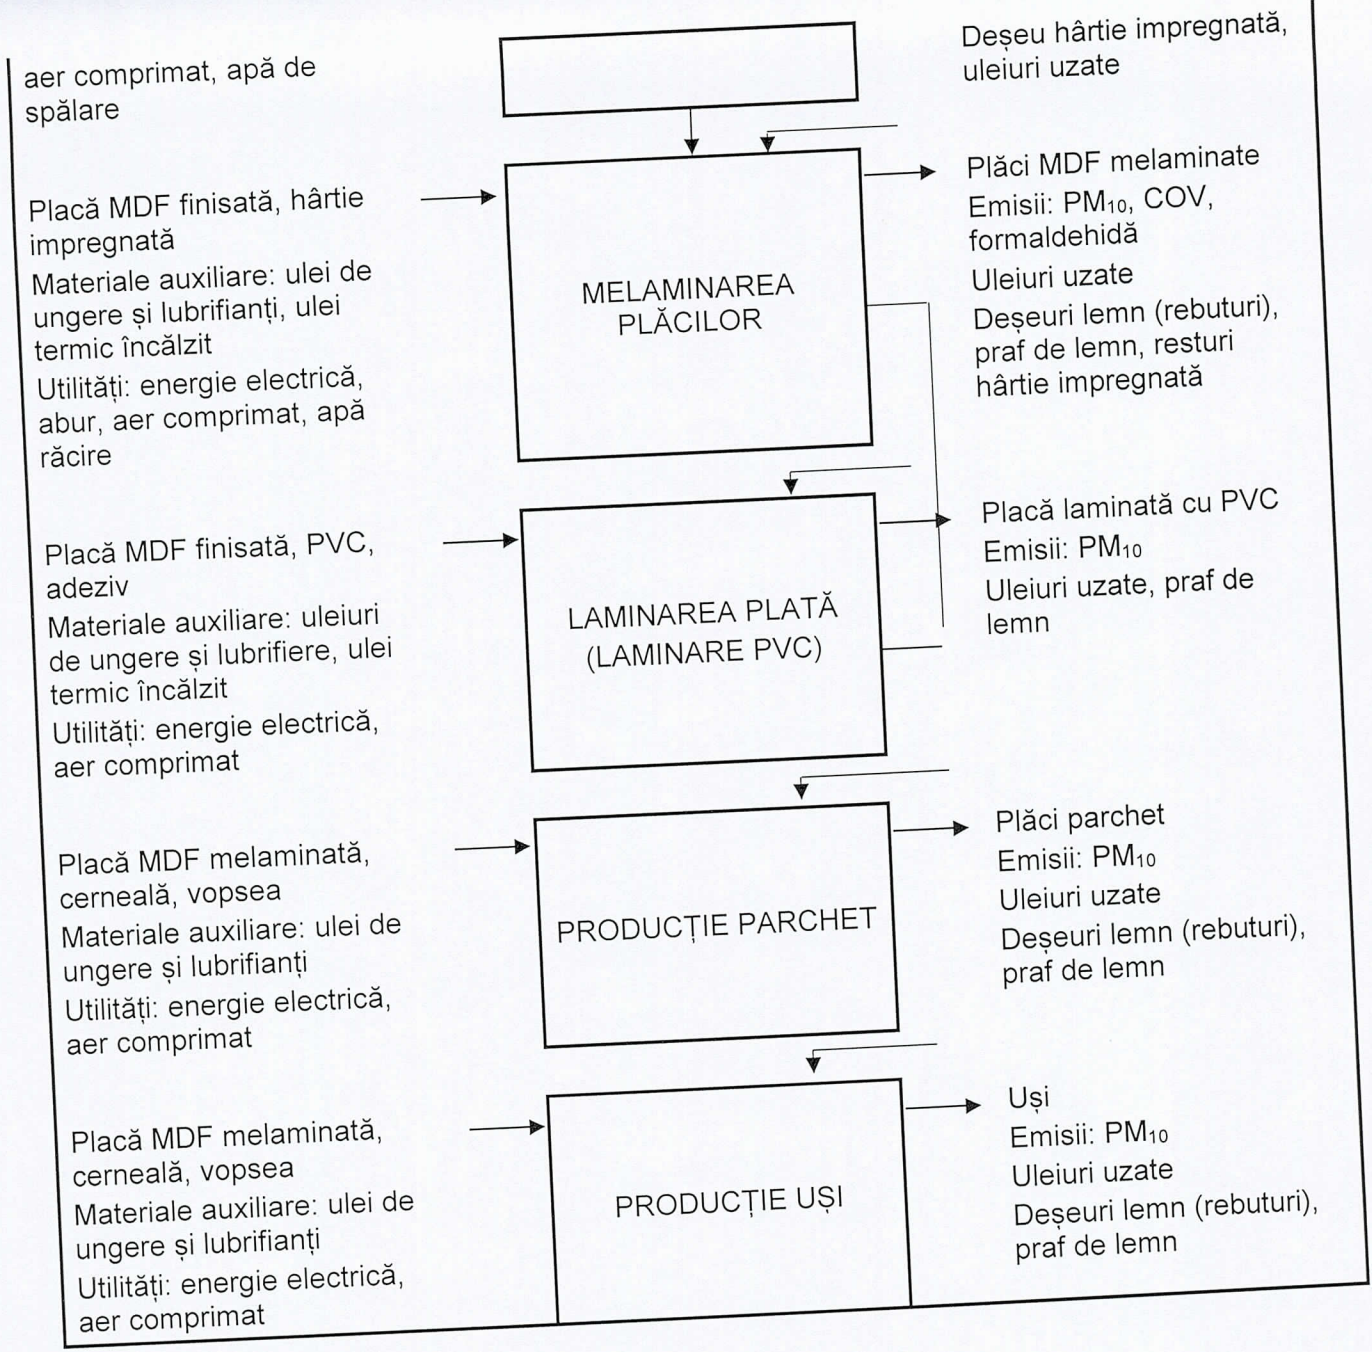 aer comprimat, apă de
spălare
Deșeu hârtie impregnată,
uleiuri uzate
Placă MDF finisată, hârtie
impregnată
Materiale auxiliare: ulei de
ungere și lubrifianți, ulei
termic încălzit
Utilități: energie electrică,
abur, aer comprimat, apă
răcire
MELAMINAREA
PLĂCILOR
Plăci MDF melaminate
Emisii: PM10, COV,
formaldehidă
Uleiuri uzate
Deșeuri lemn (rebuturi),
praf de lemn, resturi
hârtie impregnată
Placă MDF finisată, PVC,
adeziv
Materiale auxiliare: uleiuri
de ungere și lubrifiere, ulei
termic încălzit
Utilități: energie electrică,
aer comprimat
LAMINAREA PLATĂ
(LAMINARE PVC)
Placă laminată cu PVC
Emisii: PM10
Uleiuri uzate, praf de
lemn
Placă MDF melaminată,
cerneală, vopsea
Materiale auxiliare: ulei de
ungere și lubrifianți
Utilități: energie electrică,
aer comprimat
PRODUCȚIE PARCHET
Plăci parchet
Emisii: PM10
Uleiuri uzate
Deșeuri lemn (rebuturi),
praf de lemn
Placă MDF melaminată,
cerneală, vopsea
Materiale auxiliare: ulei de
ungere și lubrifianți
Utilități: energie electrică,
aer comprimat
PRODUCȚIE UȘI
Uși
Emisii: PM10
Uleiuri uzate
Deșeuri lemn (rebuturi),
praf de lemn